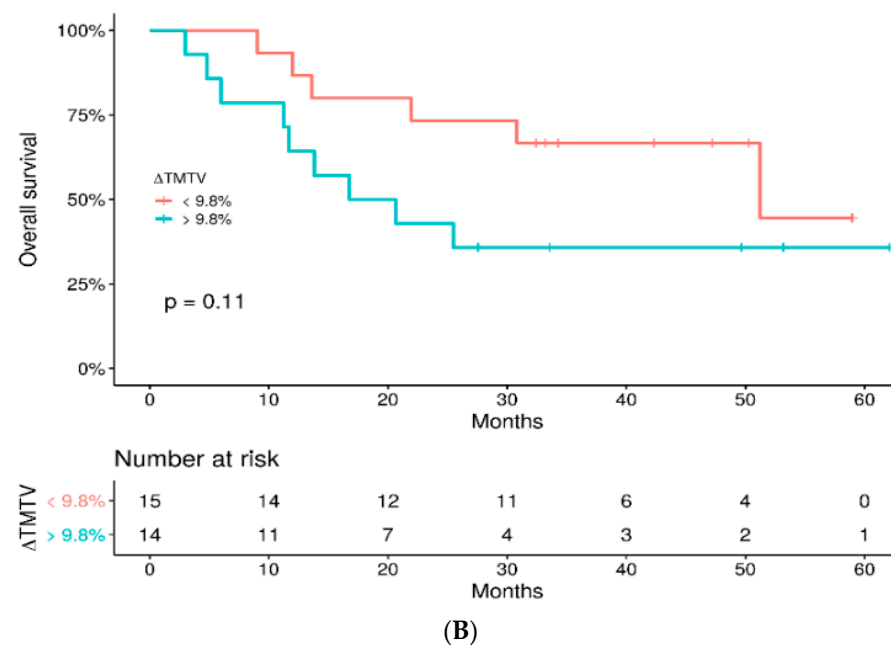 100%
75%
50%
25%
0%
Overall survival
ΔTMTV
< 9.8%
> 9.8%
p = 0.11
0 10 20 30 40 50 60
Months
Number at risk
ΔTMTV
< 9.8% 15 14 12 11 6 4 0
> 9.8% 14 11 7 4 3 2 1
0 10 20 30 40 50 60
Months
(B)